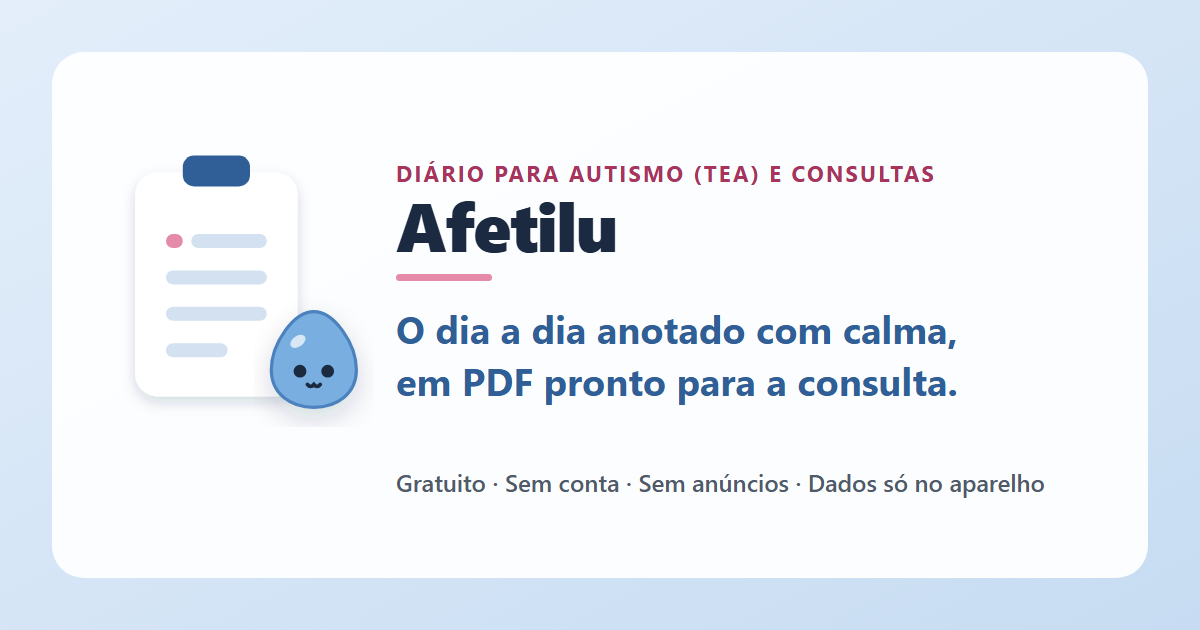 DIÁRIO PARA AUTISMO (TEA) E CONSULTAS
Afetilu
O dia a dia anotado com calma,
em PDF pronto para a consulta.
Gratuito · Sem conta · Sem anúncios · Dados só no aparelho